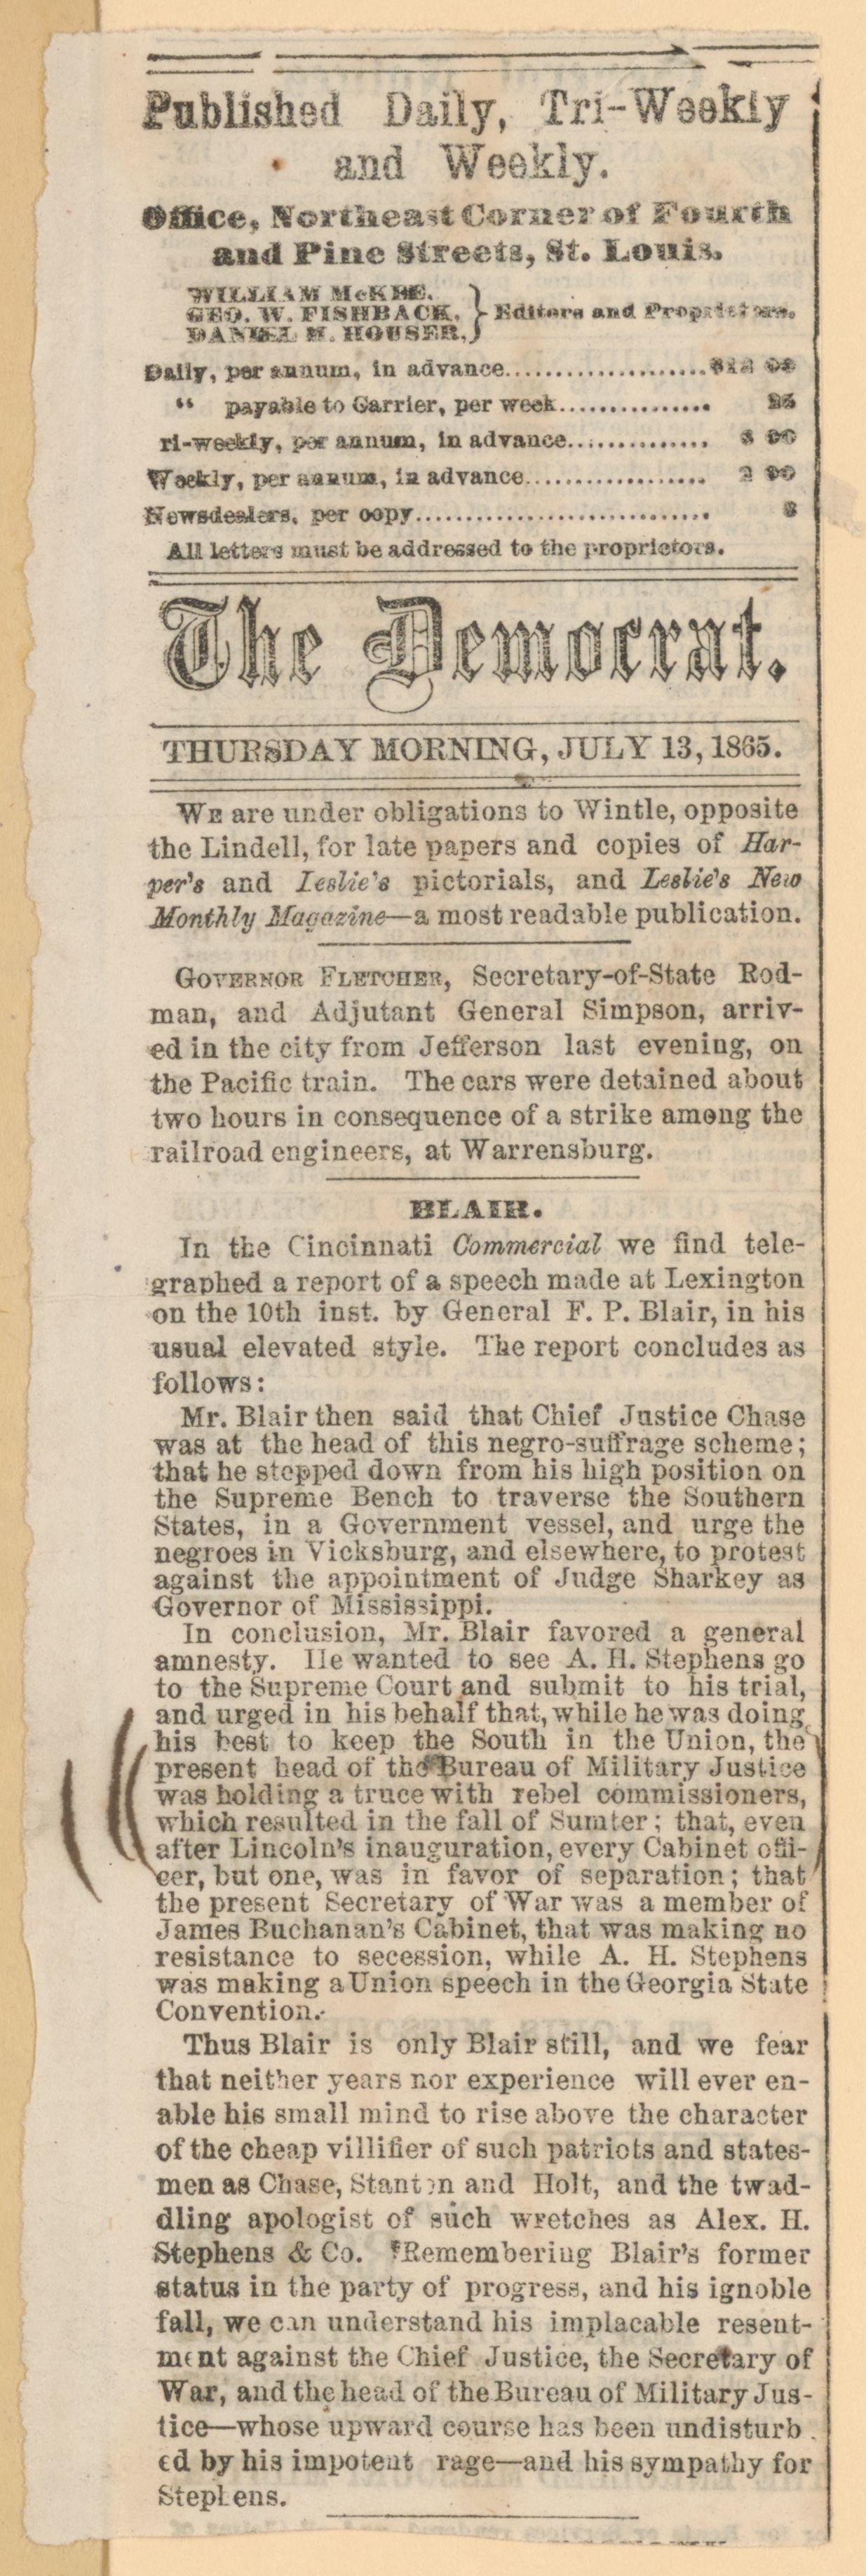 Published Daily, Tri-Weekly
and Weekly.
Office, Northeast Corner of Fourth
and Pine Streets, St. Louis.
WILLIAM McKEE,
GEO. W. FISHBACK, } Editors and Proprietors.
DANIEL M. HOUSER,
Daily, per annum, in advance.....................$12 00
“ payable to Carrier, per week................ 25
ri-weekly, per annum, in advance.............. 00
Weekly, per annum, in advance.................. 2 00
Newsdealers, per copy..............................
All letters must be addressed to the proprietors.
The Democrat.
THURSDAY MORNING, JULY 13, 1865.
WE are under obligations to Wintle, opposite
the Lindell, for late papers and copies of Har-
per's and Leslie's pictorials, and Leslie's New
Monthly Magazine—a most readable publication.
GOVERNOR FLETCHER, Secretary-of-State Rod-
man, and Adjutant General Simpson, arriv-
ed in the city from Jefferson last evening, on
the Pacific train. The cars were detained about
two hours in consequence of a strike among the
railroad engineers, at Warrensburg.
BLAIR.
In the Cincinnati Commercial we find tele-
graphed a report of a speech made at Lexington
on the 10th inst. by General F. P. Blair, in his
usual elevated style. The report concludes as
follows:
Mr. Blair then said that Chief Justice Chase
was at the head of this negro-suffrage scheme;
that he stepped down from his high position on
the Supreme Bench to traverse the Southern
States, in a Government vessel, and urge the
negroes in Vicksburg, and elsewhere, to protest
against the appointment of Judge Sharkey as
Governor of Mississippi.
In conclusion, Mr. Blair favored a general
amnesty. He wanted to see A. H. Stephens go
to the Supreme Court and submit to his trial,
and urged in his behalf that, while he was doing
his best to keep the South in the Union, the
present head of the Bureau of Military Justice
was holding a truce with rebel commissioners,
which resulted in the fall of Sumter; that, even
after Lincoln's inauguration, every Cabinet offi-
cer, but one, was in favor of separation; that
the present Secretary of War was a member of
James Buchanan's Cabinet, that was making no
resistance to secession, while A. H. Stephens
was making a Union speech in the Georgia State
Convention.
Thus Blair is only Blair still, and we fear
that neither years nor experience will ever en-
able his small mind to rise above the character
of the cheap villifier of such patriots and states-
men as Chase, Stanton and Holt, and the twad-
dling apologist of such wretches as Alex. H.
Stephens & Co. Remembering Blair's former
status in the party of progress, and his ignoble
fall, we can understand his implacable resent-
ment against the Chief Justice, the Secretary of
War, and the head of the Bureau of Military Jus-
tice—whose upward course has been undisturb
ed by his impotent rage—and his sympathy for
Stephens.